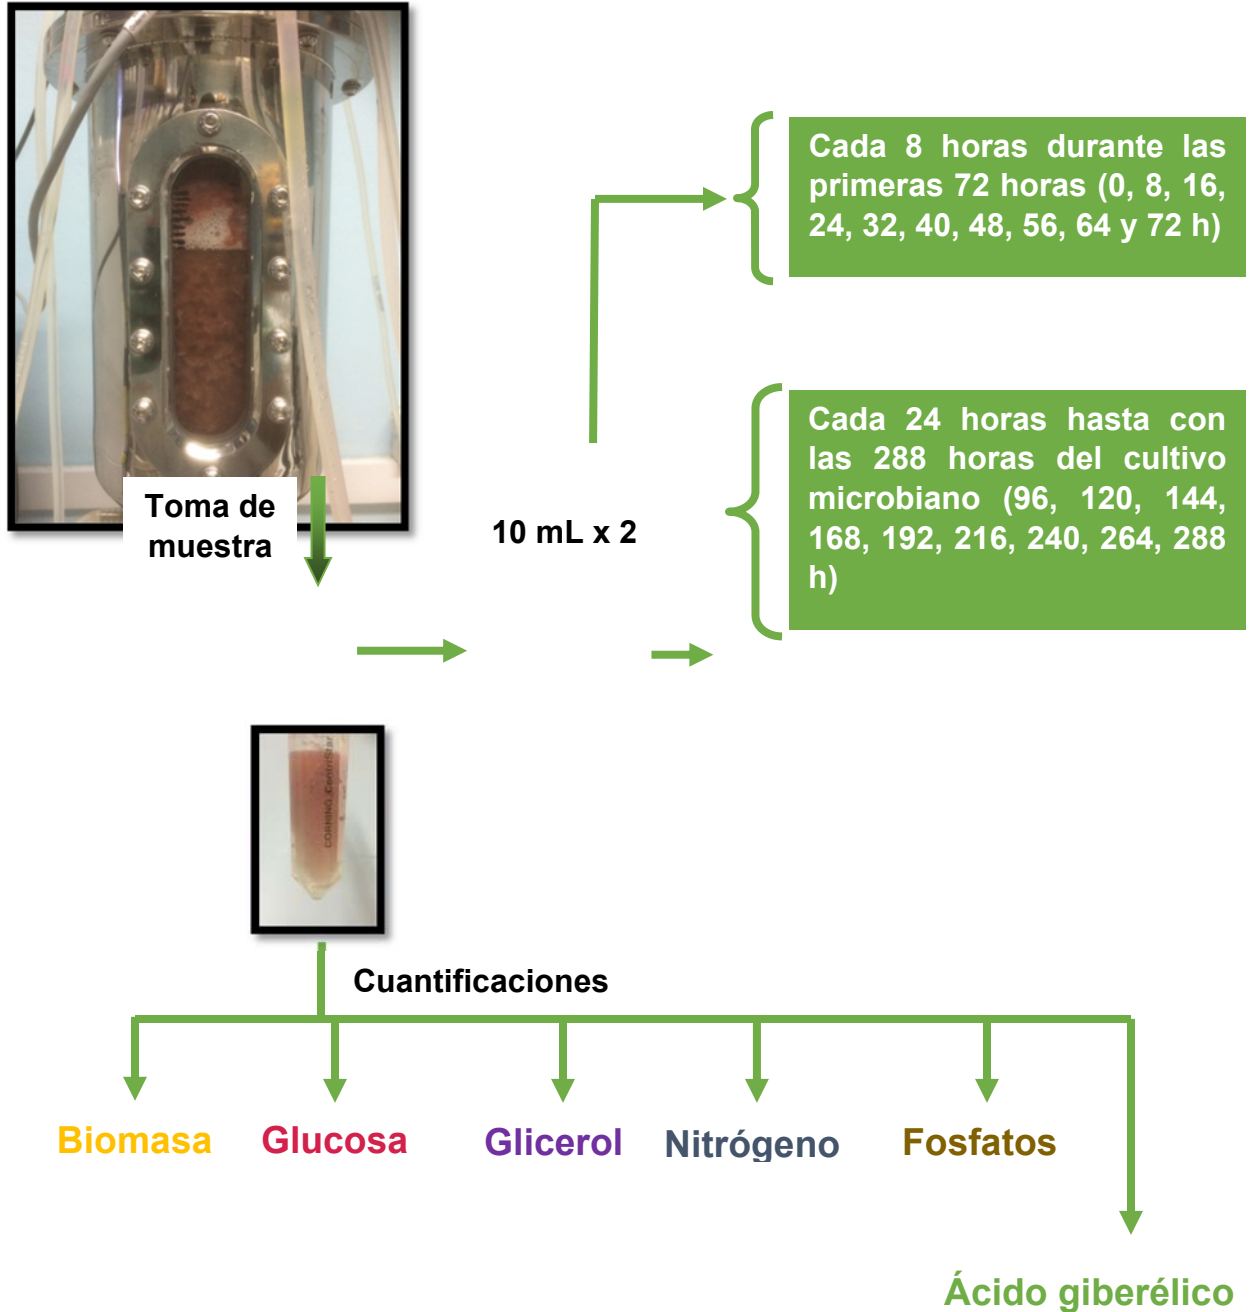 Cada 8 horas durante las
primeras 72 horas (0, 8, 16,
24, 32, 40, 48, 56, 64 y 72 h)
Cada 24 horas hasta con
las 288 horas del cultivo
microbiano (96, 120, 144,
168, 192, 216, 240, 264, 288
h)
Toma de
muestra
10 mL x 2
CORNING CentriStar
Cuantificaciones
Biomasa
Glucosa
Glicerol
Nitrógeno
Fosfatos
Ácido giberélico